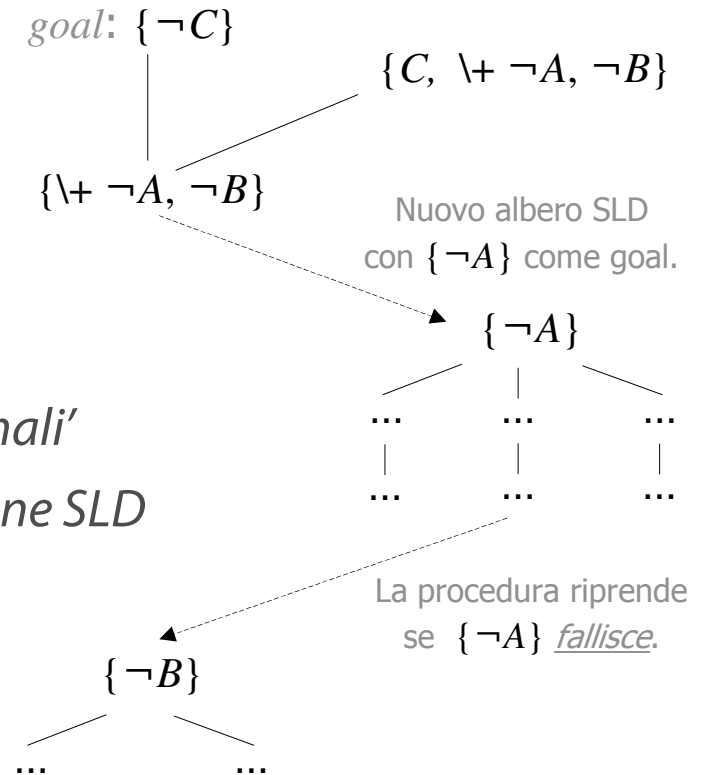 goal: {¬C}
{C, \+ ¬A, ¬B}
{\+ ¬A, ¬B}
Nuovo albero SLD
con {¬A} come goal.
{¬A}
nali’
... ... ...
ne SLD
... ... ...
La procedura riprende
se {¬A} fallisce.
{¬B}
... ...